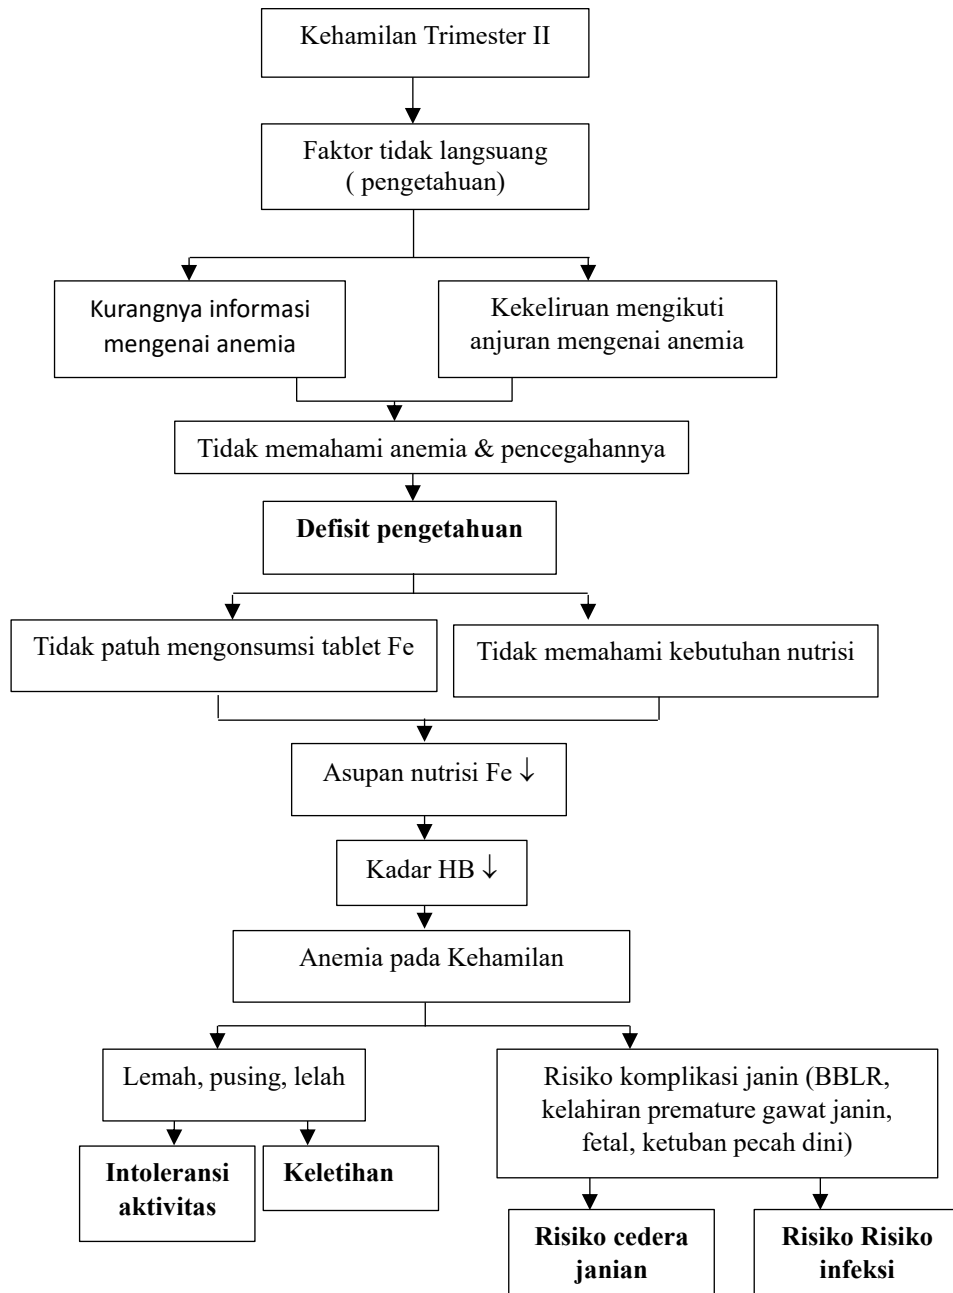 Kehamilan Trimester II
Faktor tidak langsuang
( pengetahuan)
Kurangnya informasi
mengenai anemia
Kekeliruan mengikuti
anjuran mengenai anemia
Tidak memahami anemia & pencegahannya
Defisit pengetahuan
Tidak patuh mengonsumsi tablet Fe
Tidak memahami kebutuhan nutrisi
Asupan nutrisi Fe ↓
Kadar HB ↓
Anemia pada Kehamilan
Lemah, pusing, lelah
Risiko komplikasi janin (BBLR,
kelahiran premature gawat janin,
fetal, ketuban pecah dini)
Intoleransi
aktivitas
Keletihan
Risiko cedera
janian
Risiko Risiko
infeksi